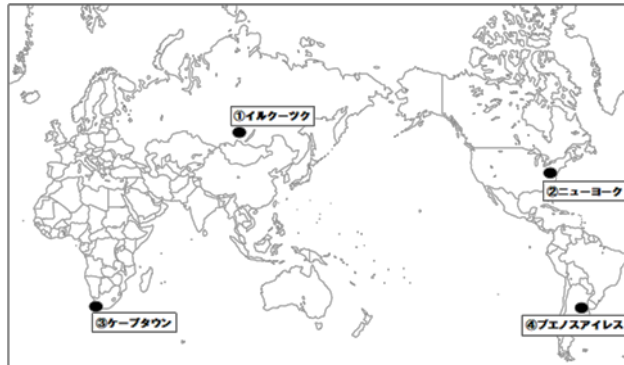 ①イルクーツク
②ニューヨーク
③ケープタウン
④ブエノスアイレス